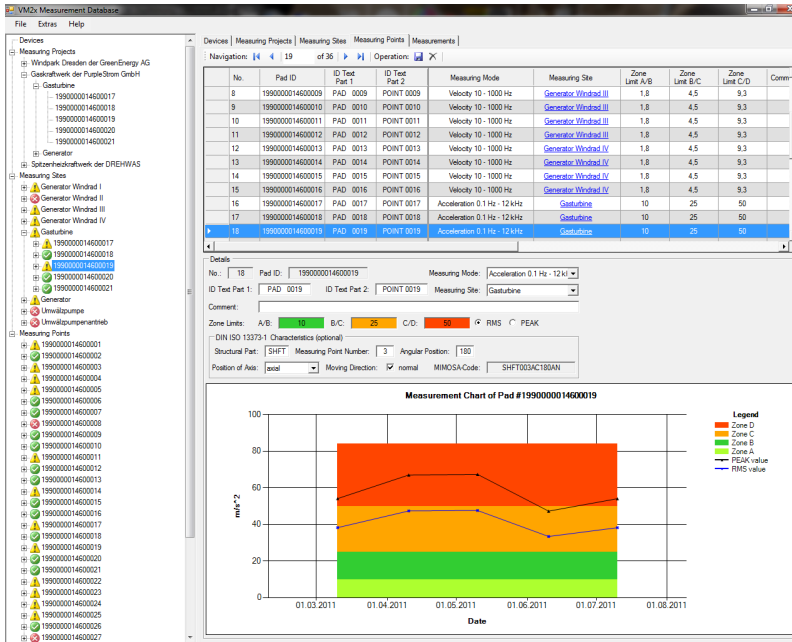 VM2x Measurement Database
File Extras Help
Devices
Measuring Projects
Windpark Dresden der GreenEnergy AG
Gaskraftwerk der PurpleStrom GmbH
Gasturbine
1990000014600017
1990000014600018
1990000014600019
1990000014600020
1990000014600021
Generator
Spitzenheizkraftwerk der DREHWAS
Measuring Sites
Generator Windrad I
Generator Windrad II
Generator Windrad III
Generator Windrad IV
Gasturbine
1990000014600017
1990000014600018
1990000014600019
1990000014600020
1990000014600021
Generator
Umwälzpumpe
Umwälzpumpenantrieb
Measuring Points
1990000014600001
1990000014600002
1990000014600003
1990000014600004
1990000014600005
1990000014600006
1990000014600007
1990000014600008
1990000014600009
1990000014600010
1990000014600011
1990000014600012
1990000014600013
1990000014600014
1990000014600015
1990000014600016
1990000014600017
1990000014600018
1990000014600019
1990000014600020
1990000014600021
1990000014600022
1990000014600023
1990000014600024
1990000014600025
1990000014600026
1990000014600027
Devices Measuring Projects Measuring Sites Measuring Points Measurements
Navigation: 19 of 36 Operation:
No. Pad ID ID Text Part 1 ID Text Part 2 Measuring Mode Measuring Site Zone Limit A/B Zone Limit B/C Zone Limit C/D Comm
8 1990000014600009 PAD 0009 POINT 0009 Velocity 10 - 1000 Hz Generator Windrad III 1,8 4,5 9,3
9 1990000014600010 PAD 0010 POINT 0010 Velocity 10 - 1000 Hz Generator Windrad III 1,8 4,5 9,3
10 1990000014600011 PAD 0011 POINT 0011 Velocity 10 - 1000 Hz Generator Windrad III 1,8 4,5 9,3
11 1990000014600012 PAD 0012 POINT 0012 Velocity 10 - 1000 Hz Generator Windrad III 1,8 4,5 9,3
12 1990000014600013 PAD 0013 POINT 0013 Velocity 10 - 1000 Hz Generator Windrad IV 1,8 4,5 9,3
13 1990000014600014 PAD 0014 POINT 0014 Velocity 10 - 1000 Hz Generator Windrad IV 1,8 4,5 9,3
14 1990000014600015 PAD 0015 POINT 0015 Velocity 10 - 1000 Hz Generator Windrad IV 1,8 4,5 9,3
15 1990000014600016 PAD 0016 POINT 0016 Velocity 10 - 1000 Hz Generator Windrad IV 1,8 4,5 9,3
16 1990000014600017 PAD 0017 POINT 0017 Acceleration 0.1 Hz - 12 kHz Gasturbine 10 25 50
17 1990000014600018 PAD 0018 POINT 0018 Acceleration 0.1 Hz - 12 kHz Gasturbine 10 25 50
18 1990000014600019 PAD 0019 POINT 0019 Acceleration 0.1 Hz - 12 kHz Gasturbine 10 25 50
Details
No.: 18 Pad ID: 1990000014600019 Measuring Mode: Acceleration 0.1 Hz - 12 kl
ID Text Part 1: PAD 0019 ID Text Part 2: POINT 0019 Measuring Site: Gasturbine
Comment:
Zone Limits: A/B: 10 B/C: 25 C/D: 50 RMS PEAK
DIN ISO 13373-1 Characteristics (optional)
Structural Part: SHFT Measuring Point Number: 3 Angular Position: 180
Position of Axis: axial Moving Direction: normal MIMOSA-Code: SHFT003AC180AN
Measurement Chart of Pad #1990000014600019
100
80
60
40
20
0
m/s^2
01.03.2011 01.04.2011 01.05.2011 01.06.2011 01.07.2011 01.08.2011
Date
Legend
Zone D
Zone C
Zone B
Zone A
PEAK value
RMS value